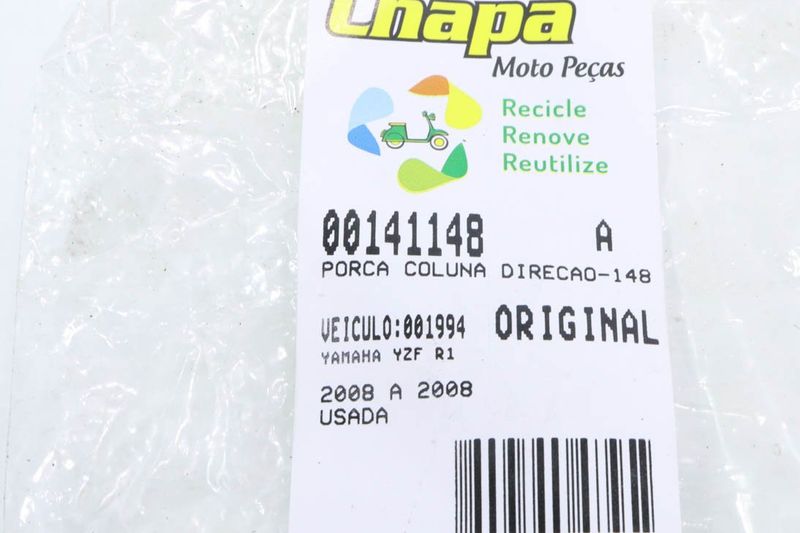 Chapa
Moto Peças
Recicle
Renove
Reutilize
00141148 A
PORCA COLUNA DIRECAO-148
VEICULO:001994 ORIGINAL
YAMAHA YZF R1
2008 A 2008
USADA